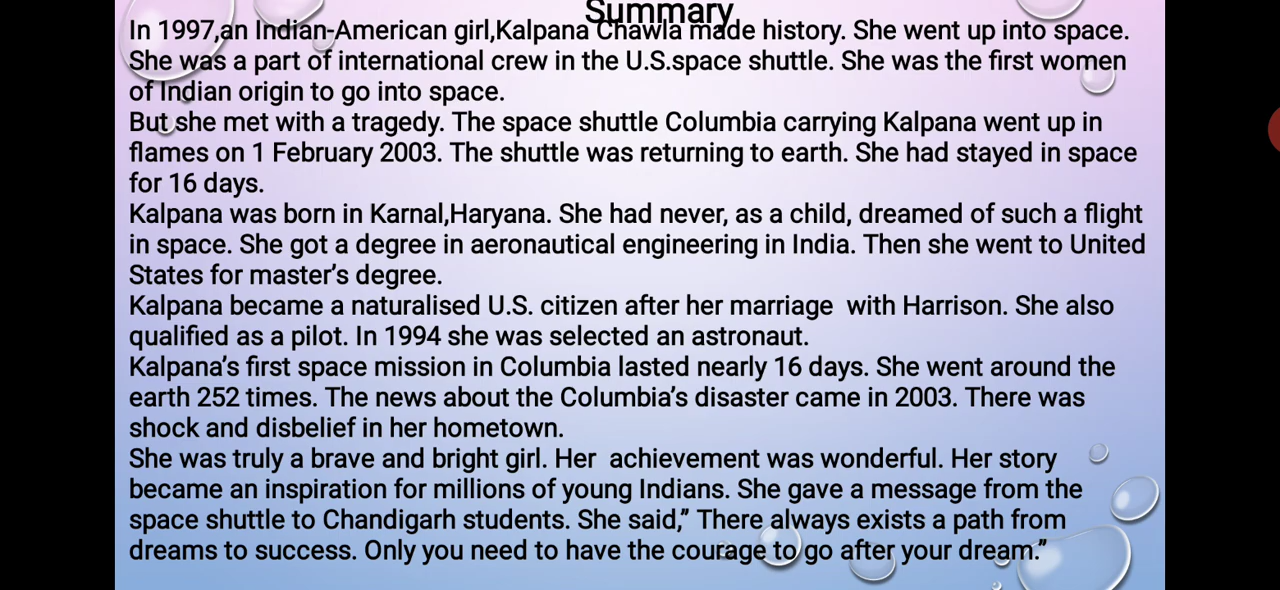 Summary
In 1997,an Indian-American girl,Kalpana Chawla made history. She went up into space.
She was a part of international crew in the U.S.space shuttle. She was the first women
of Indian origin to go into space.
But she met with a tragedy. The space shuttle Columbia carrying Kalpana went up in
flames on 1 February 2003. The shuttle was returning to earth. She had stayed in space
for 16 days.
Kalpana was born in Karnal,Haryana. She had never, as a child, dreamed of such a flight
in space. She got a degree in aeronautical engineering in India. Then she went to United
States for master’s degree.
Kalpana became a naturalised U.S. citizen after her marriage  with Harrison. She also
qualified as a pilot. In 1994 she was selected an astronaut.
Kalpana’s first space mission in Columbia lasted nearly 16 days. She went around the
earth 252 times. The news about the Columbia’s disaster came in 2003. There was
shock and disbelief in her hometown.
She was truly a brave and bright girl. Her  achievement was wonderful. Her story
became an inspiration for millions of young Indians. She gave a message from the
space shuttle to Chandigarh students. She said,” There always exists a path from
dreams to success. Only you need to have the courage to go after your dream.”